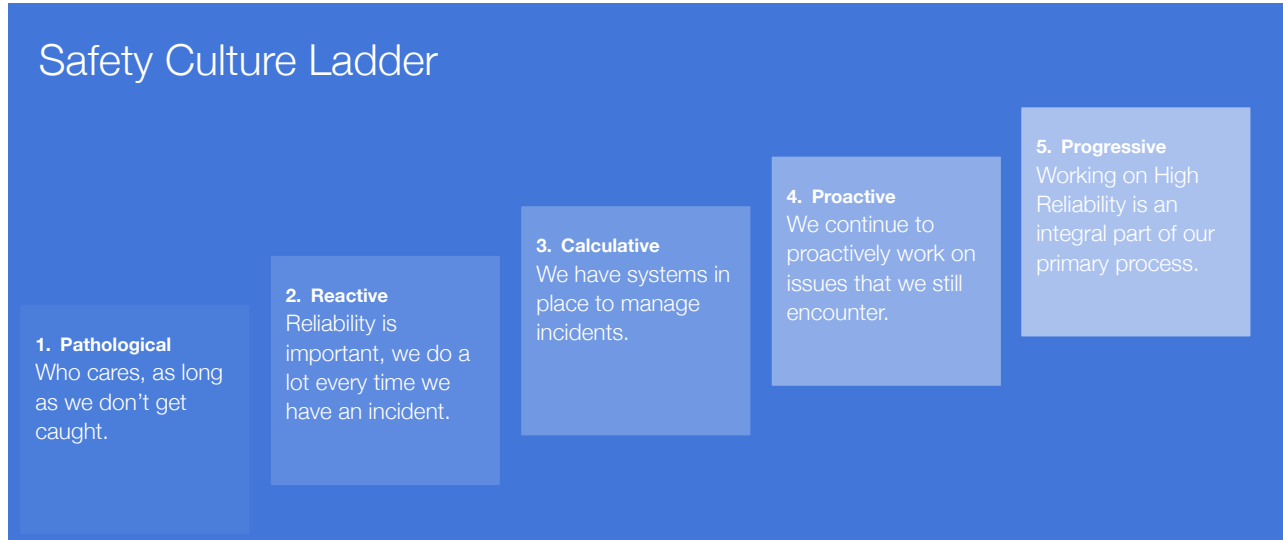 Safety Culture Ladder
1. Pathological
Who cares, as long
as we don’t get
caught.
2. Reactive
Reliability is
important, we do a
lot every time we
have an incident.
3. Calculative
We have systems in
place to manage
incidents.
4. Proactive
We continue to
proactively work on
issues that we still
encounter.
5. Progressive
Working on High
Reliability is an
integral part of our
primary process.